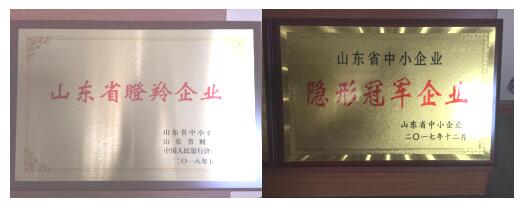 山东省瞪羚企业
山东省中小企
山东省财
中国人民银行济
二〇一八年
山东省中小企业
隐形冠军企业
山东省中小企业
二〇一七年十二月